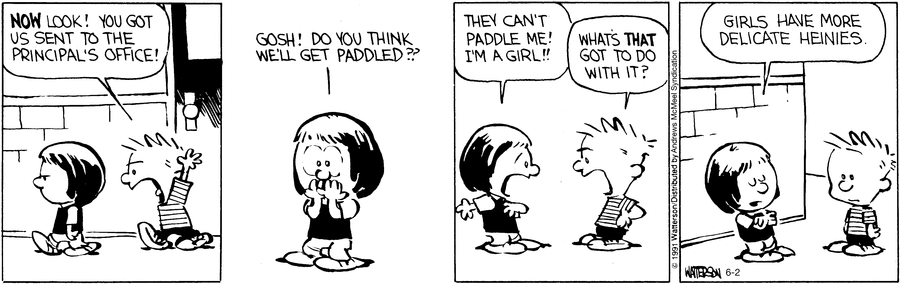 NOW LOOK! YOU GOT
US SENT TO THE
PRINCIPAL'S OFFICE!
GOSH! DO YOU THINK
WE'LL GET PADDLED??
THEY CAN'T
PADDLE ME!
I'M A GIRL!!
WHAT'S THAT
GOT TO DO
WITH IT?
© 1991 Watterson/Distributed by Andrews McMeel Syndication
GIRLS HAVE MORE
DELICATE HEINIES.
WATTERSON 6-2